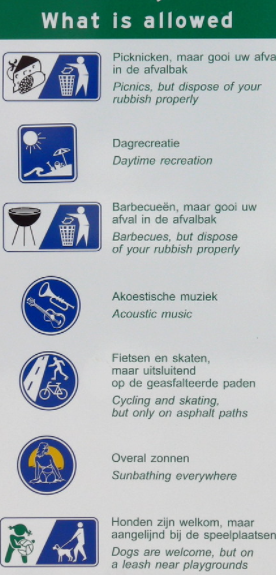 What is allowed
Picknicken, maar gooi uw afval
in de afvalbak
Picnics, but dispose of your
rubbish properly
Dagrecreatie
Daytime recreation
Barbecueën, maar gooi uw
afval in de afvalbak
Barbecues, but dispose
of your rubbish properly
Akoestische muziek
Acoustic music
Fietsen en skaten,
maar uitsluitend
op de geasfalteerde paden
Cycling and skating,
but only on asphalt paths
Overal zonnen
Sunbathing everywhere
Honden zijn welkom, maar
aangelijnd bij de speelplaatsen
Dogs are welcome, but on
a leash near playgrounds